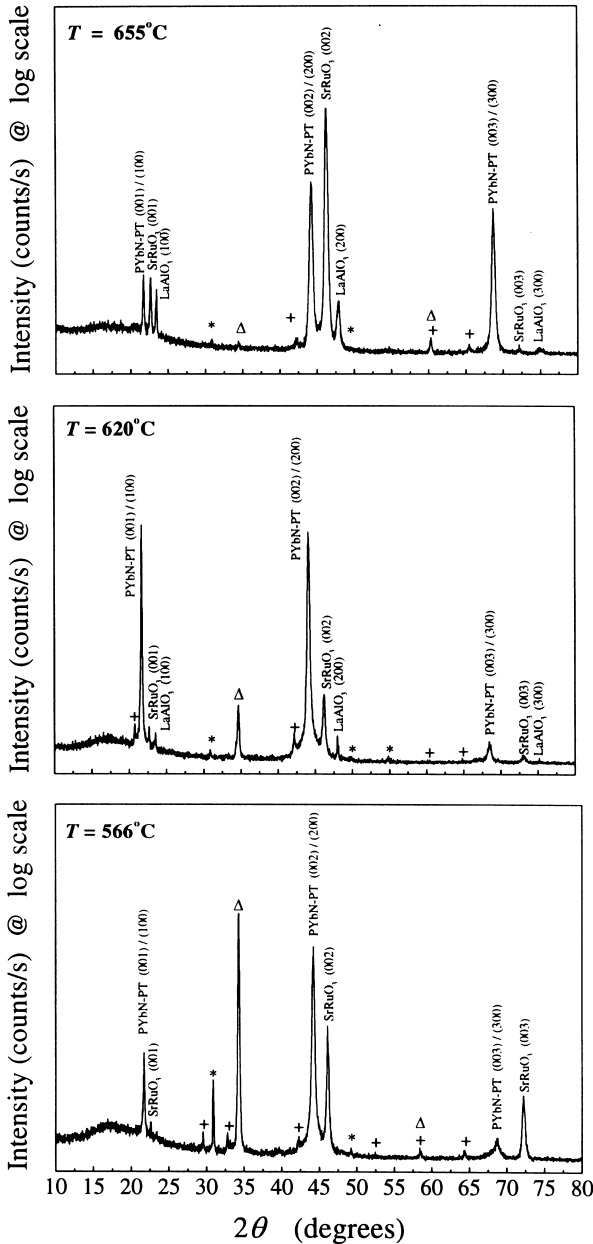 Intensity (counts/s) @ log scale
T = 655°C
PYbN-PT (001) / (100)
SrRuO3 (001)
LaAlO3 (100)
*
Δ
+
PYbN-PT (002) / (200)
SrRuO3 (002)
LaAlO3 (200)
*
Δ
+
+
PYbN-PT (003) / (300)
SrRuO3 (003)
LaAlO3 (300)
Intensity (counts/s) @ log scale
T = 620°C
+
PYbN-PT (001) / (100)
SrRuO3 (001)
LaAlO3 (100)
*
Δ
+
PYbN-PT (002) / (200)
SrRuO3 (002)
LaAlO3 (200)
*
*
+
+
PYbN-PT (003) / (300)
SrRuO3 (003)
LaAlO3 (300)
Intensity (counts/s) @ log scale
T = 566°C
PYbN-PT (001) / (100)
SrRuO3 (001)
+
*
+
Δ
+
PYbN-PT (002) / (200)
SrRuO3 (002)
*
+
Δ
+
+
PYbN-PT (003) / (300)
SrRuO3 (003)
10 15 20 25 30 35 40 45 50 55 60 65 70 75 80
2θ (degrees)